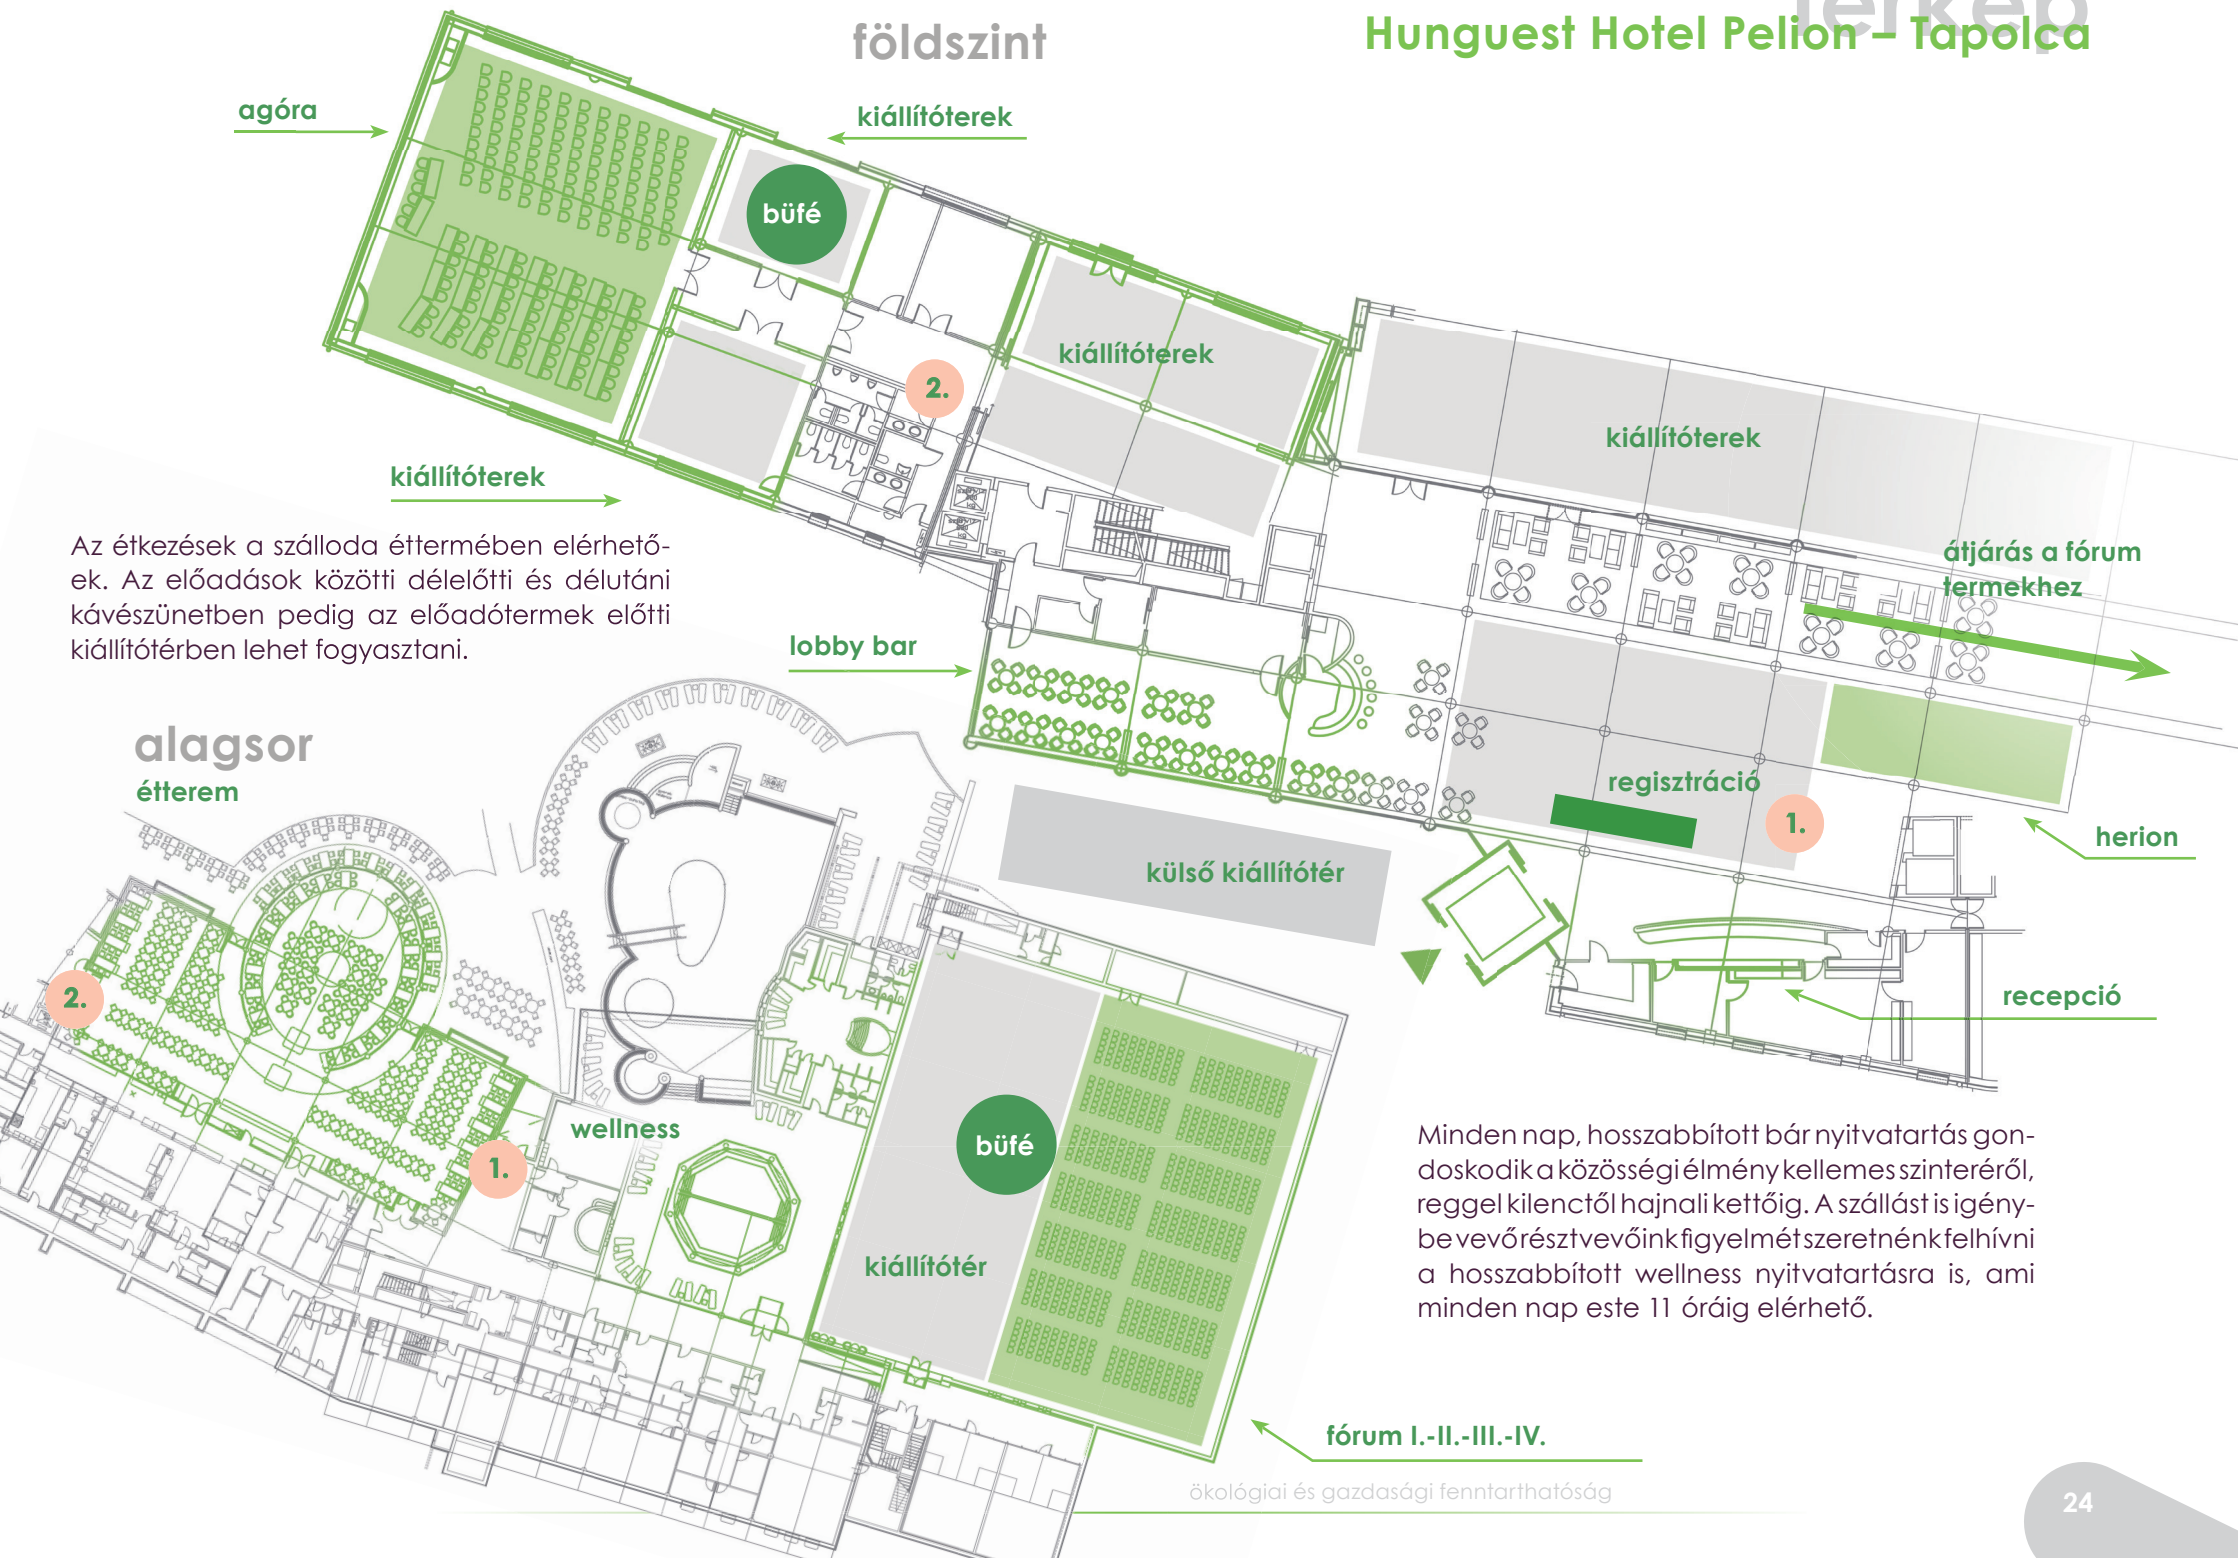 térkép
Hunguest Hotel Pelion – Tapolca
földszint
agóra
kiállítóterek
büfé
kiállítóterek
2.
kiállítóterek
kiállítóterek
átjárás a fórum
termekhez
Az étkezések a szálloda éttermében elérhető-
ek. Az előadások közötti délelőtti és délutáni
kávészünetben pedig az előadótermek előtti
kiállítótérben lehet fogyasztani.
lobby bar
regisztráció
1.
herion
külső kiállítótér
recepció
alagsor
étterem
2.
1.
wellness
büfé
kiállítótér
fórum I.-II.-III.-IV.
Minden nap, hosszabbított bár nyitvatartás gon-
doskodik a közösségi élmény kellemes szinteréről,
reggel kilenctől hajnali kettőig. A szállást is igény-
be vevő résztvevőink figyelmét szeretnénk felhívni
a hosszabbított wellness nyitvatartásra is, ami
minden nap este 11 óráig elérhető.
ökológiai és gazdasági fenntarthatóság
24